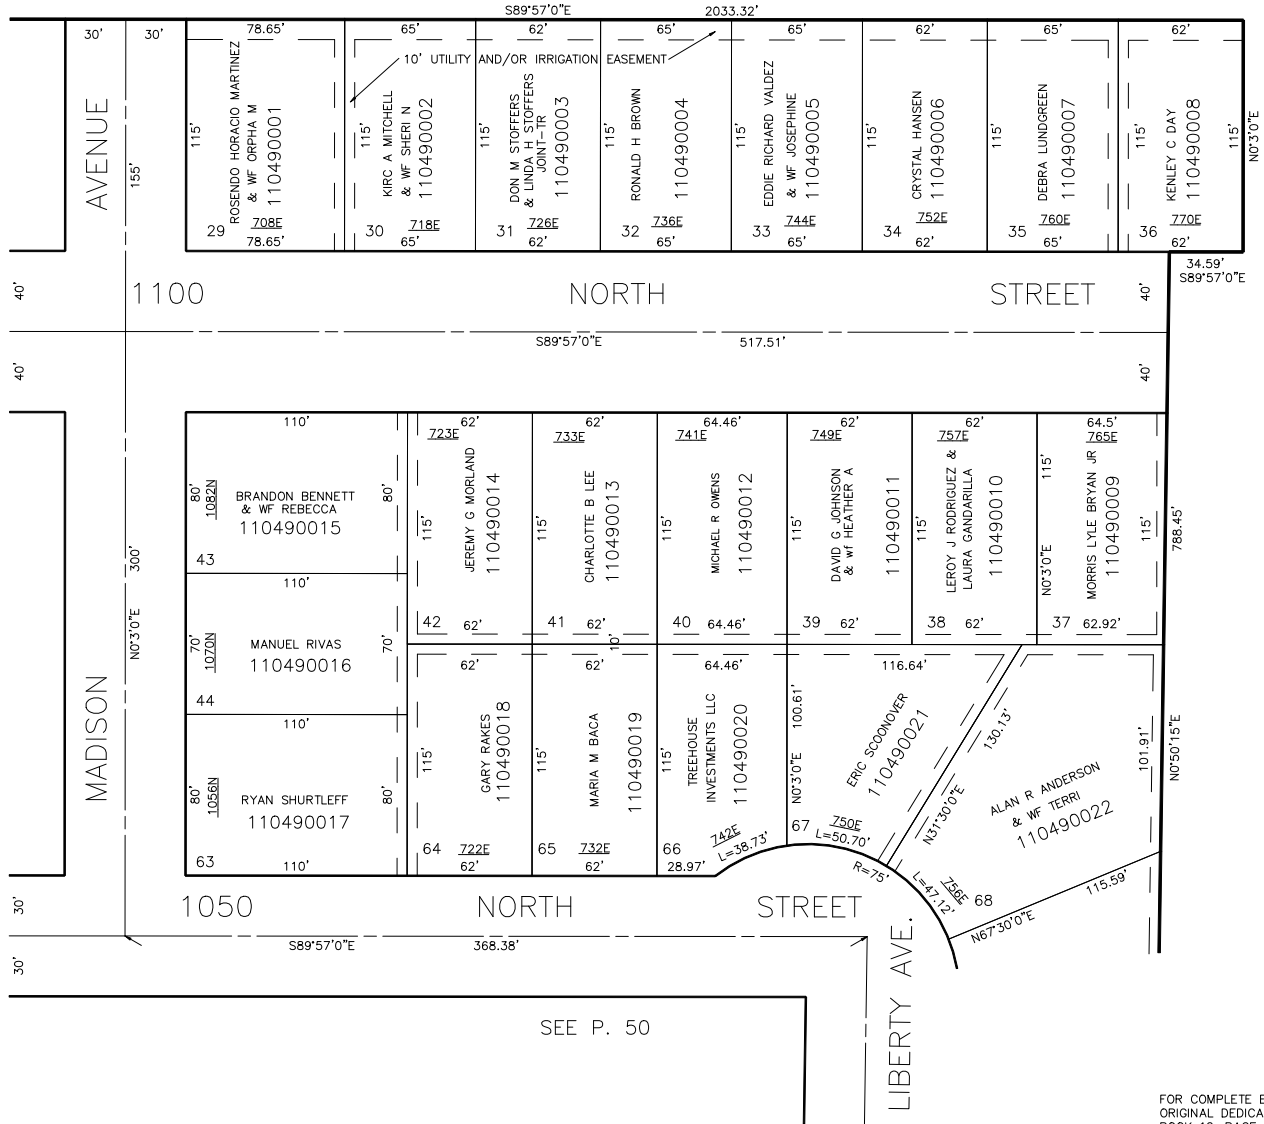 S89°57'0"E 2033.32'
30' 30' 78.65' 65' 62' 65' 65' 62' 65' 62'
10' UTILITY AND/OR IRRIGATION EASEMENT
AVENUE
155'
115'
ROSENDO HORACIO MARTINEZ
& WF ORPHA M
110490001
29 708E
78.65'
115'
KIRC A MITCHELL
& WF SHERI N
110490002
30 718E
65'
115'
DON M STOFFERS
& LINDA H STOFFERS
JOINT-TR
110490003
31 726E
62'
115'
RONALD H BROWN
110490004
32 736E
65'
115'
EDDIE RICHARD VALDEZ
& WF JOSEPHINE
110490005
33 744E
65'
115'
CRYSTAL HANSEN
110490006
34 752E
62'
115'
DEBRA LUNDGREEN
110490007
35 760E
65'
115'
KENLEY C DAY
110490008
36 770E
62'
115'
N0°3'0"E
34.59'
S89°57'0"E
40' 1100 NORTH STREET 40'
S89°57'0"E 517.51'
40' 40'
110'
80' 1082N
BRANDON BENNETT
& WF REBECCA
110490015
80'
43
110'
300'
N0°3'0"E
70' 1070N
MANUEL RIVAS
110490016
70'
44
110'
MADISON
80' 1056N
RYAN SHURTLEFF
110490017
80'
63
110'
62'
723E
115'
JEREMY G MORLAND
110490014
42 62'
62'
733E
115'
CHARLOTTE B LEE
110490013
41 62'
10'
64.46'
741E
115'
MICHAEL R OWENS
110490012
40 64.46'
62'
749E
115'
DAVID G JOHNSON
& wf HEATHER A
110490011
39 62'
62'
757E
115'
LEROY J RODRIGUEZ &
LAURA GANDARILLA
110490010
38 62'
64.5'
765E
115'
N0°3'0"E
MORRIS LYLE BRYAN JR
110490009
115'
37 62.92'
788.45'
62'
115'
GARY RAKES
110490018
64 722E
62'
62'
115'
MARIA M BACA
110490019
65 732E
62'
64.46'
115'
TREEHOUSE
INVESTMENTS LLC
110490020
66 742E
28.97' L=38.73'
116.64'
100.61'
N0°3'0"E
ERIC SCOONOVER
110490021
67 750E
L=50.70'
R=75'
130.13'
N31°30'0"E
ALAN R ANDERSON
& WF TERRI
110490022
101.91'
N0°50'15"E
756E 68
L=47.12'
115.59'
N67°30'0"E
30' 1050 NORTH STREET
S89°57'0"E 368.38'
30'
LIBERTY AVE.
SEE P. 50
FOR COMPLETE
ORIGINAL